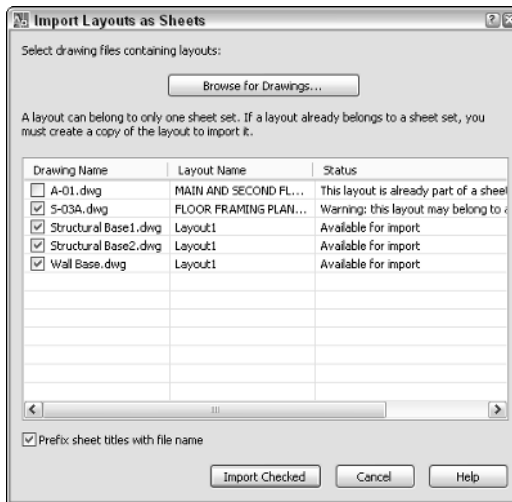 Import Layouts as Sheets
Select drawing files containing layouts:
Browse for Drawings...
A layout can belong to only one sheet set. If a layout already belongs to a sheet set, you
must create a copy of the layout to import it.
Drawing Name Layout Name Status
A-01.dwg MAIN AND SECOND FL... This layout is already part of a sheet
S-03A.dwg FLOOR FRAMING PLAN... Warning: this layout may belong to a
Structural Base1.dwg Layout1 Available for import
Structural Base2.dwg Layout1 Available for import
Wall Base.dwg Layout1 Available for import
Prefix sheet titles with file name
Import Checked Cancel Help